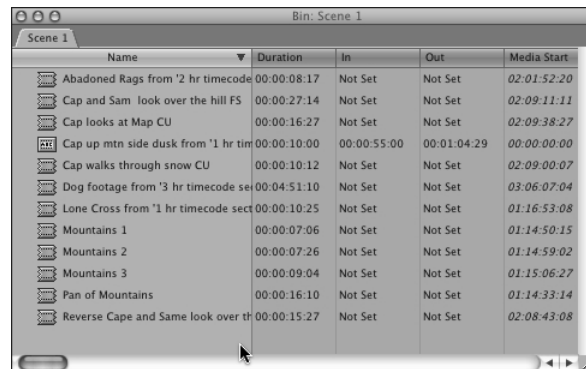 Bin: Scene 1
Scene 1
Name Duration In Out Media Start
Abadoned Rags from '2 hr timecode 00:00:08:17 Not Set Not Set 02:01:52:20
Cap and Sam look over the hill FS 00:00:27:14 Not Set Not Set 02:09:11:11
Cap looks at Map CU 00:00:16:27 Not Set Not Set 02:09:38:27
ABC Cap up mtn side dusk from '1 hr tim 00:00:10:00 00:00:55:00 00:01:04:29 00:00:00:00
Cap walks through snow CU 00:00:10:12 Not Set Not Set 02:09:00:07
Dog footage from '3 hr timecode se 00:04:51:10 Not Set Not Set 03:06:07:04
Lone Cross from '1 hr timecode sect 00:00:10:25 Not Set Not Set 01:16:53:08
Mountains 1 00:00:07:06 Not Set Not Set 01:14:50:15
Mountains 2 00:00:07:26 Not Set Not Set 01:14:59:02
Mountains 3 00:00:09:04 Not Set Not Set 01:15:06:27
Pan of Mountains 00:00:16:10 Not Set Not Set 01:14:33:14
Reverse Cape and Same look over th 00:00:15:27 Not Set Not Set 02:08:43:08